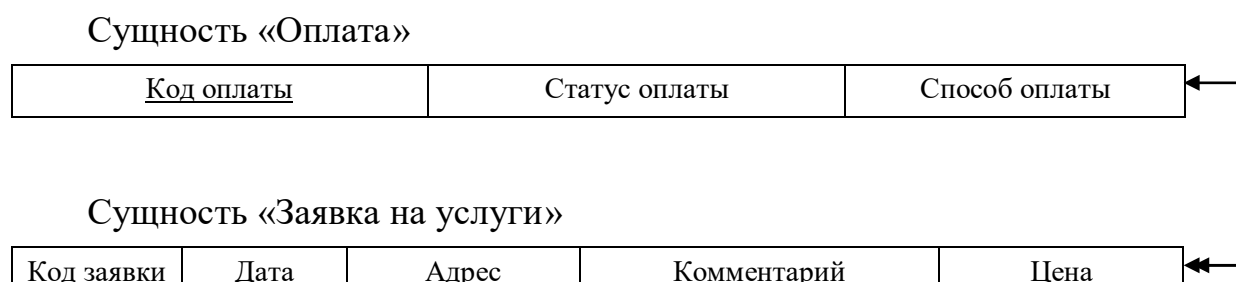 Сущность «Оплата»
Код оплаты Статус оплаты Способ оплаты
Сущность «Заявка на услуги»
Код заявки Дата Адрес Комментарий Цена